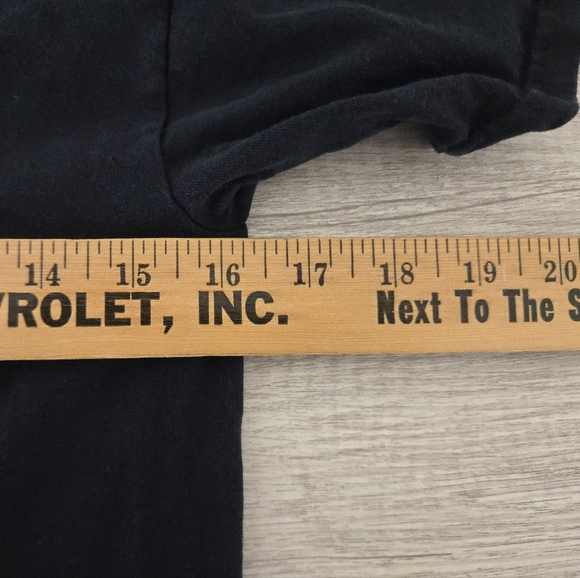 14 15 16 17 18 19 20
VROLET, INC. Next To The S